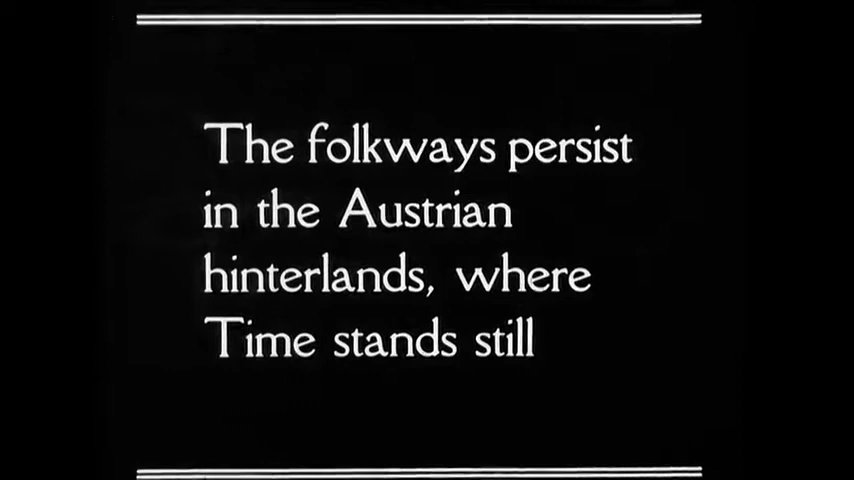 The folkways persist
in the Austrian
hinterlands, where
Time stands still